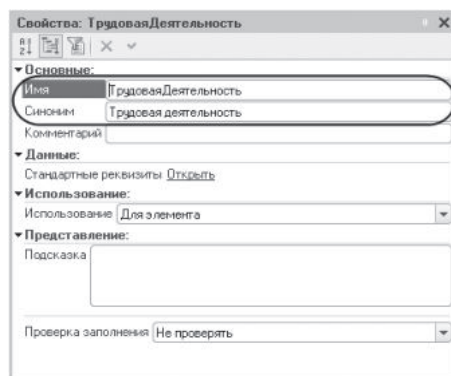 Свойства: ТрудоваяДеятельность
Основные:
Имя ТрудоваяДеятельность
Синоним Трудовая деятельность
Комментарий
Данные:
Стандартные реквизиты Открыть
Использование:
Использование Для элемента
Представление:
Подсказка
Проверка заполнения Не проверять